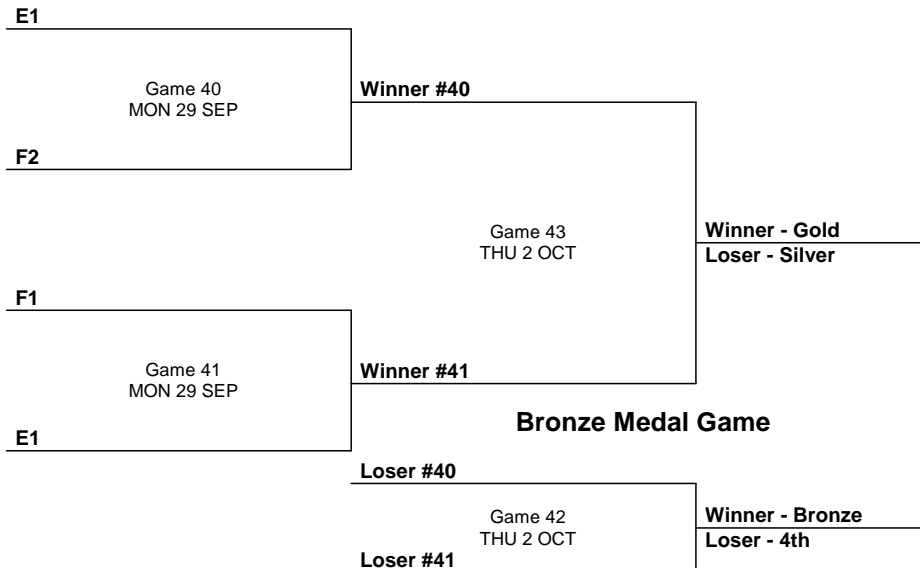 E1
Game 40
MON 29 SEP
Winner #40
F2
Game 43
THU 2 OCT
Winner - Gold
Loser - Silver
F1
Game 41
MON 29 SEP
Winner #41
E1
Bronze Medal Game
Loser #40
Game 42
THU 2 OCT
Winner - Bronze
Loser - 4th
Loser #41